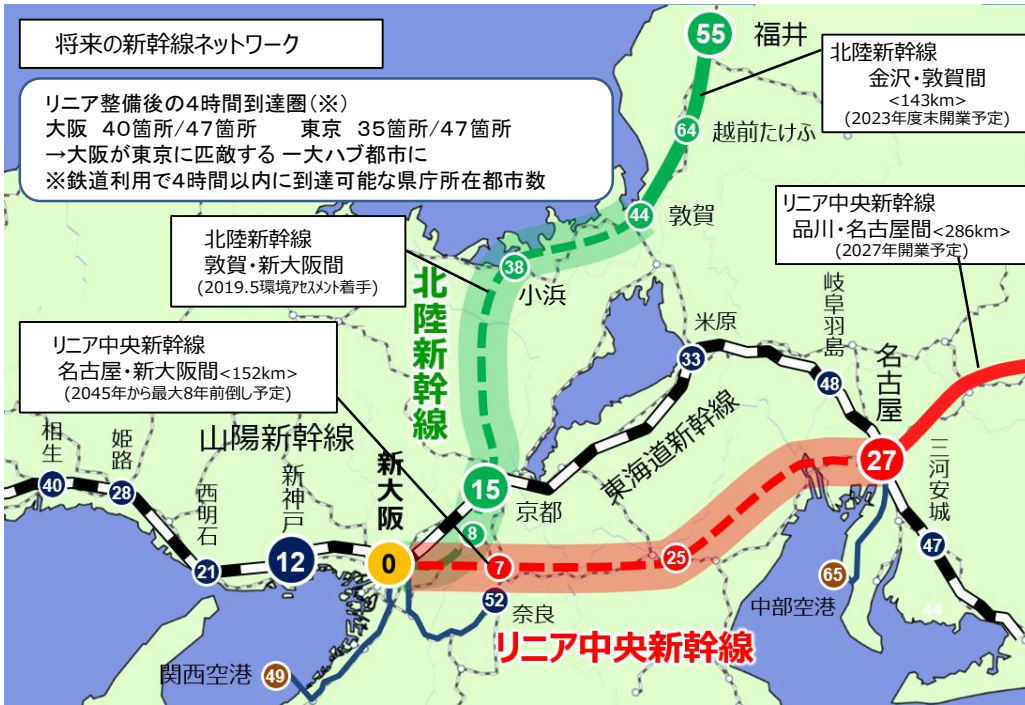 将来の新幹線ネットワーク
リニア整備後の4時間到達圏(※)
大阪 40箇所/47箇所 東京 35箇所/47箇所
→大阪が東京に匹敵する 一大ハブ都市に
※鉄道利用で4時間以内に到達可能な県庁所在都市数
55
福井
北陸新幹線
金沢・敦賀間
<143km>
(2023年度末開業予定)
64
越前たけふ
44
敦賀
北陸新幹線
敦賀・新大阪間
(2019.5環境アセスメント着手)
38
小浜
北陸新幹線
リニア中央新幹線
品川・名古屋間<286km>
(2027年開業予定)
米原
33
岐阜羽島
48
名古屋
27
リニア中央新幹線
名古屋・新大阪間<152km>
(2045年から最大8年前倒し予定)
山陽新幹線
東海道新幹線
相生
40
姫路
28
西明石
21
新神戸
12
新大阪
0
15
京都
8
7
25
三河安城
47
44
52
奈良
65
中部空港
リニア中央新幹線
関西空港
49